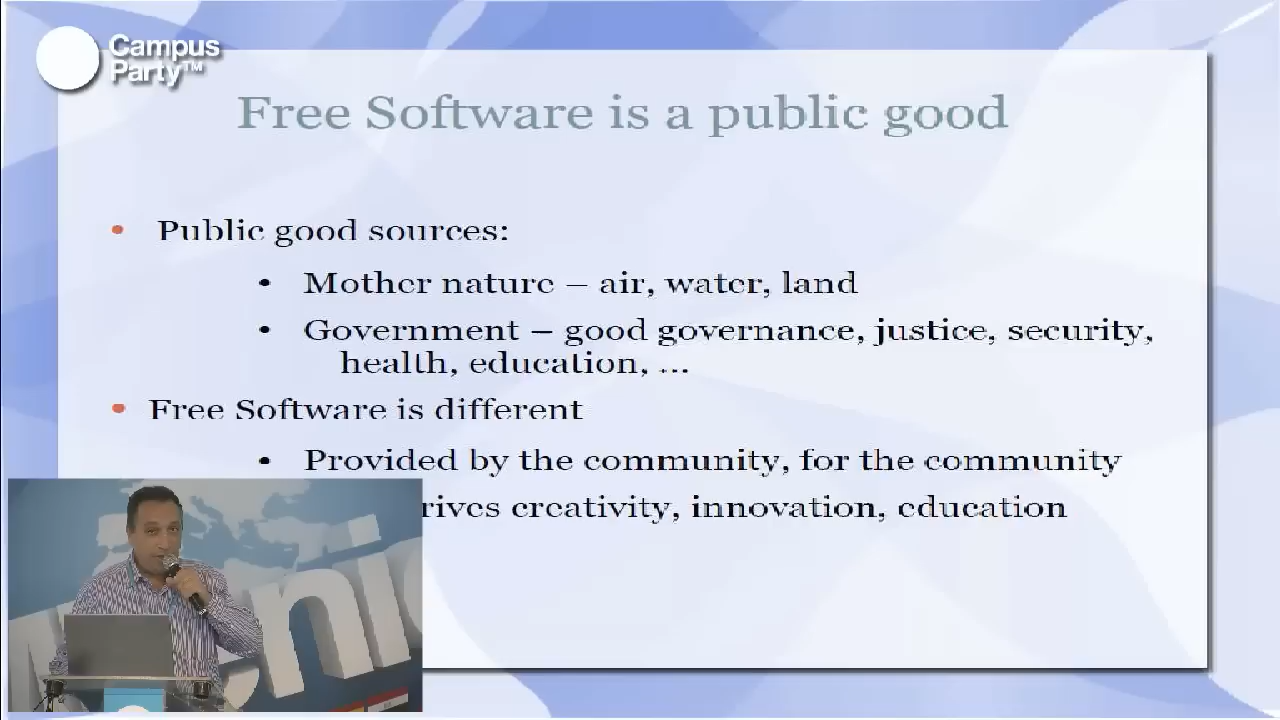 Campus
Party™
Free Software is a public good
• Public good sources:
• Mother nature – air, water, land
• Government – good governance, justice, security,
health, education, ...
• Free Software is different
• Provided by the community, for the community
rives creativity, innovation, education